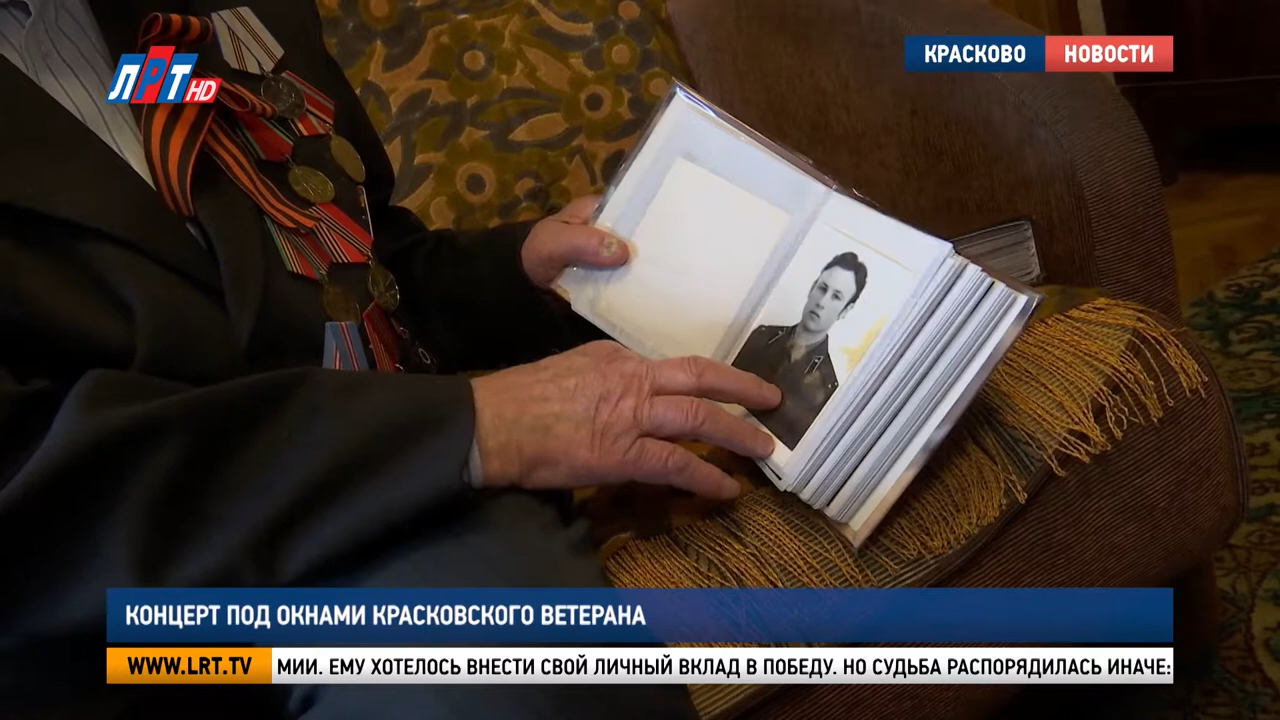 ЛРТ HD
КРАСКОВО НОВОСТИ
КОНЦЕРТ ПОД ОКНАМИ КРАСКОВСКОГО ВЕТЕРАНА
WWW.LRT.TV МИИ. ЕМУ ХОТЕЛОСЬ ВНЕСТИ СВОЙ ЛИЧНЫЙ ВКЛАД В ПОБЕДУ. НО СУДЬБА РАСПОРЯДИЛАСЬ ИНАЧЕ: